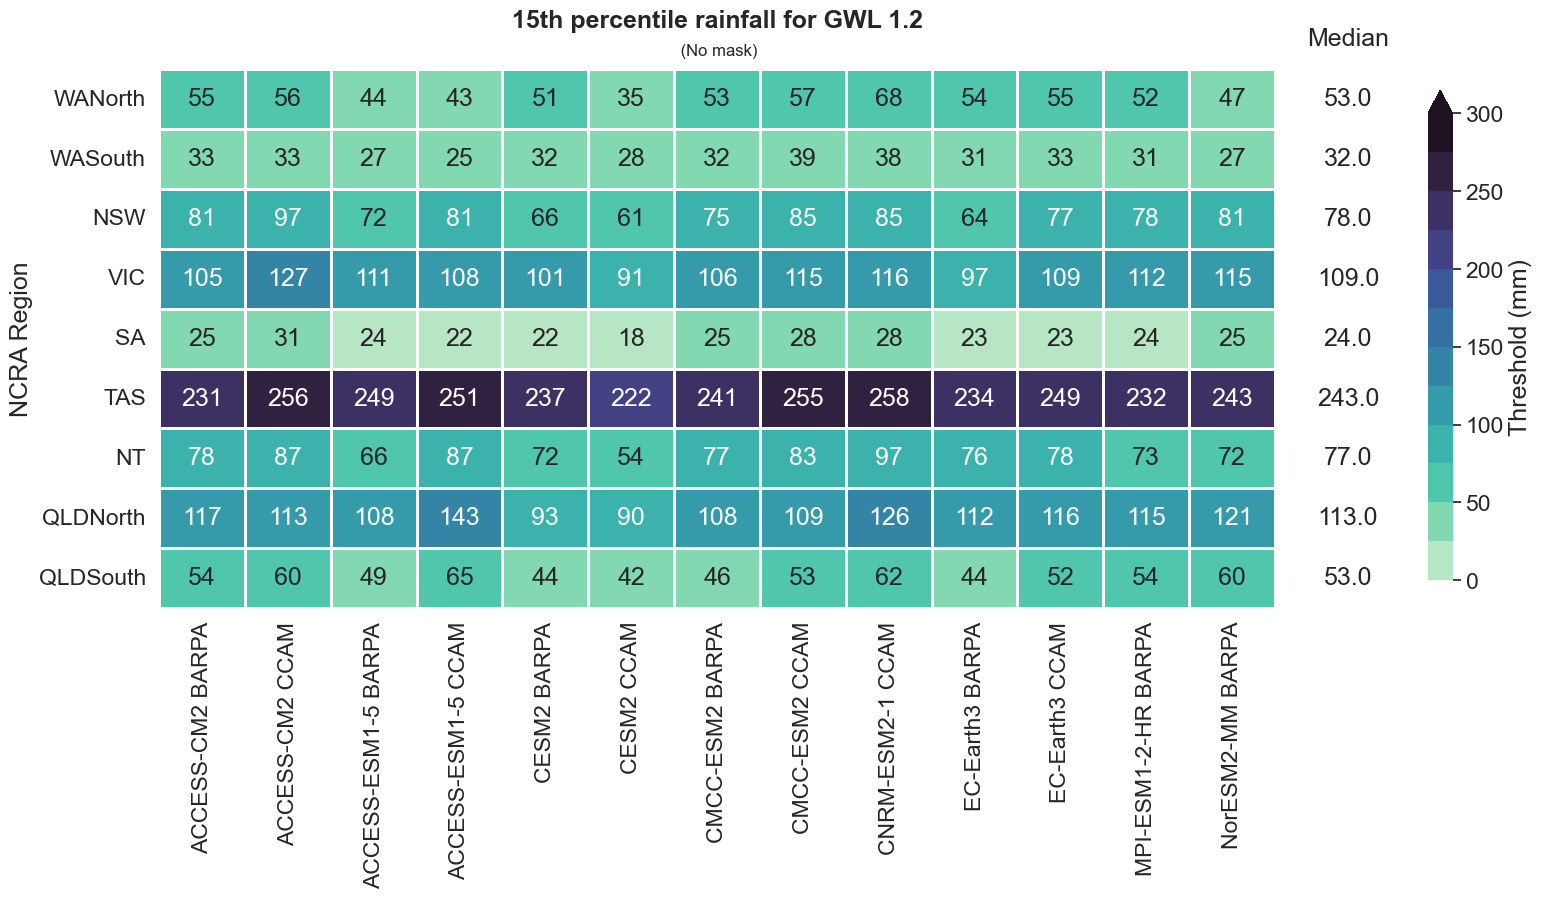 15th percentile rainfall for GWL 1.2
(No mask)
Median
WANorth 55 56 44 43 51 35 53 57 68 54 55 52 47 53.0
WASouth 33 33 27 25 32 28 32 39 38 31 33 31 27 32.0
NSW 81 97 72 81 66 61 75 85 85 64 77 78 81 78.0
VIC 105 127 111 108 101 91 106 115 116 97 109 112 115 109.0
SA 25 31 24 22 22 18 25 28 28 23 23 24 25 24.0
TAS 231 256 249 251 237 222 241 255 258 234 249 232 243 243.0
NT 78 87 66 87 72 54 77 83 97 76 78 73 72 77.0
QLDNorth 117 113 108 143 93 90 108 109 126 112 116 115 121 113.0
QLDSouth 54 60 49 65 44 42 46 53 62 44 52 54 60 53.0
NCRA Region
ACCESS-CM2 BARPA
ACCESS-CM2 CCAM
ACCESS-ESM1-5 BARPA
ACCESS-ESM1-5 CCAM
CESM2 BARPA
CESM2 CCAM
CMCC-ESM2 BARPA
CMCC-ESM2 CCAM
CNRM-ESM2-1 CCAM
EC-Earth3 BARPA
EC-Earth3 CCAM
MPI-ESM1-2-HR BARPA
NorESM2-MM BARPA
300
250
200
150
100
50
0
Threshold (mm)